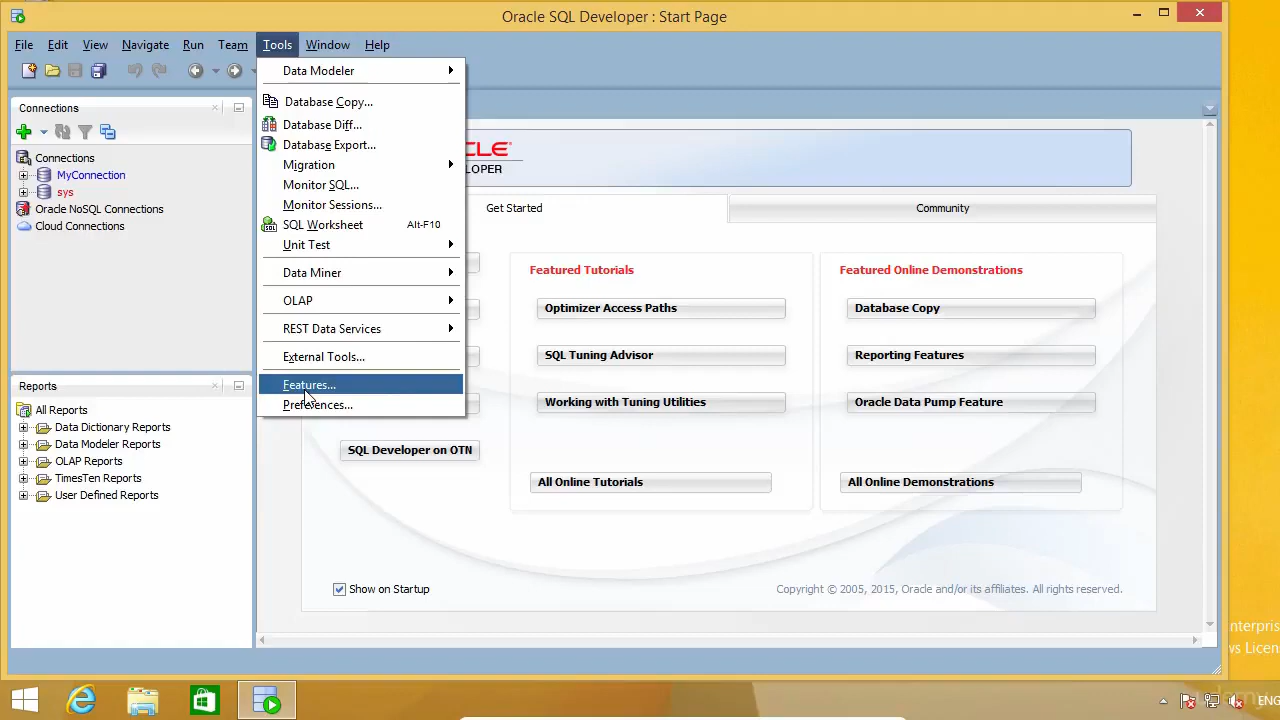 Oracle SQL Developer : Start Page
File Edit View Navigate Run Team Tools Window Help
Data Modeler
Database Copy...
Database Diff...
Database Export...
Migration
Monitor SQL...
Monitor Sessions...
SQL Worksheet Alt-F10
Unit Test
Data Miner
OLAP
REST Data Services
External Tools...
Features...
Preferences...
Connections
Connections
MyConnection
sys
Oracle NoSQL Connections
Cloud Connections
Reports
All Reports
Data Dictionary Reports
Data Modeler Reports
OLAP Reports
TimesTen Reports
User Defined Reports
CLE®
LOPER
Get Started
Community
Featured Tutorials
Optimizer Access Paths
SQL Tuning Advisor
Working with Tuning Utilities
All Online Tutorials
Featured Online Demonstrations
Database Copy
Reporting Features
Oracle Data Pump Feature
All Online Demonstrations
SQL Developer on OTN
Show on Startup
Copyright © 2005, 2015, Oracle and/or its affiliates. All rights reserved.
nterpris
ws Licen
ENG